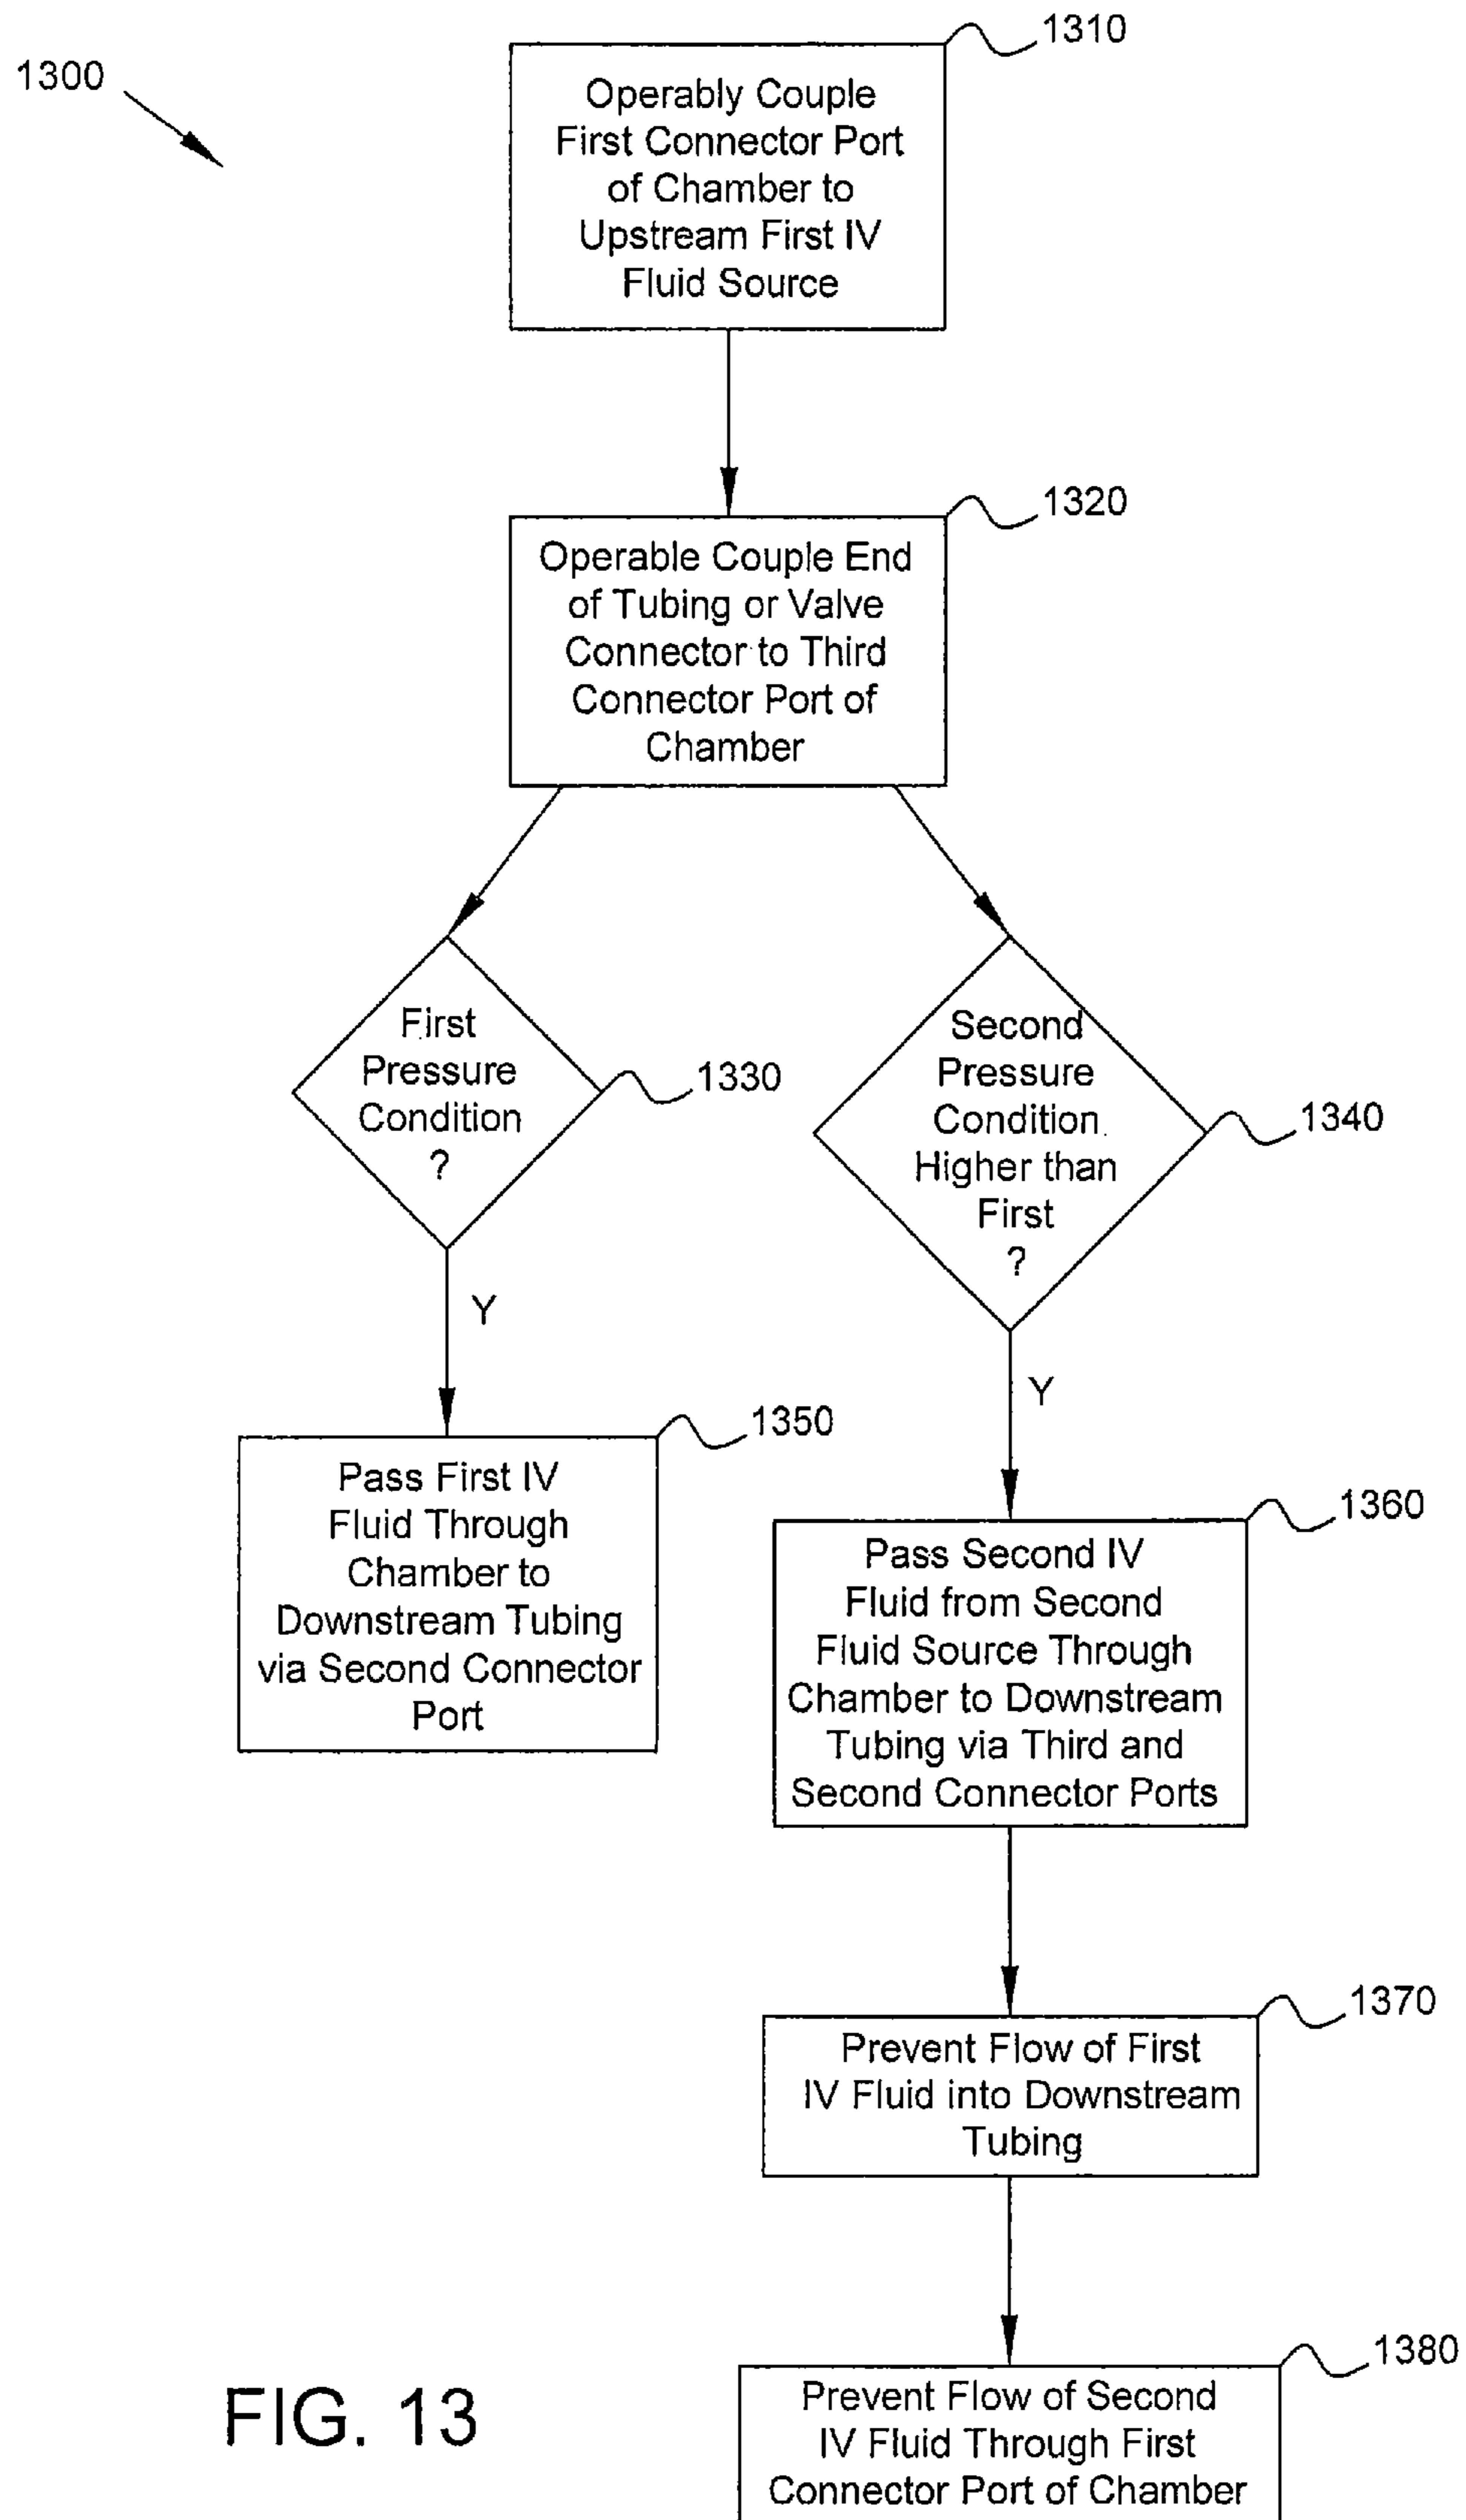 1300
1310
Operably Couple
First Connector Port
of Chamber to
Upstream First IV
Fluid Source
1320
Operable Couple End
of Tubing or Valve
Connector to Third
Connector Port of
Chamber
First
Pressure
Condition
?
1330
Second
Pressure
Condition
Higher than
First
?
1340
Y
Y
1350
Pass First IV
Fluid Through
Chamber to
Downstream Tubing
via Second Connector
Port
1360
Pass Second IV
Fluid from Second
Fluid Source Through
Chamber to Downstream
Tubing via Third and
Second Connector Ports
1370
Prevent Flow of First
IV Fluid into Downstream
Tubing
1380
Prevent Flow of Second
IV Fluid Through First
Connector Port of Chamber
FIG. 13